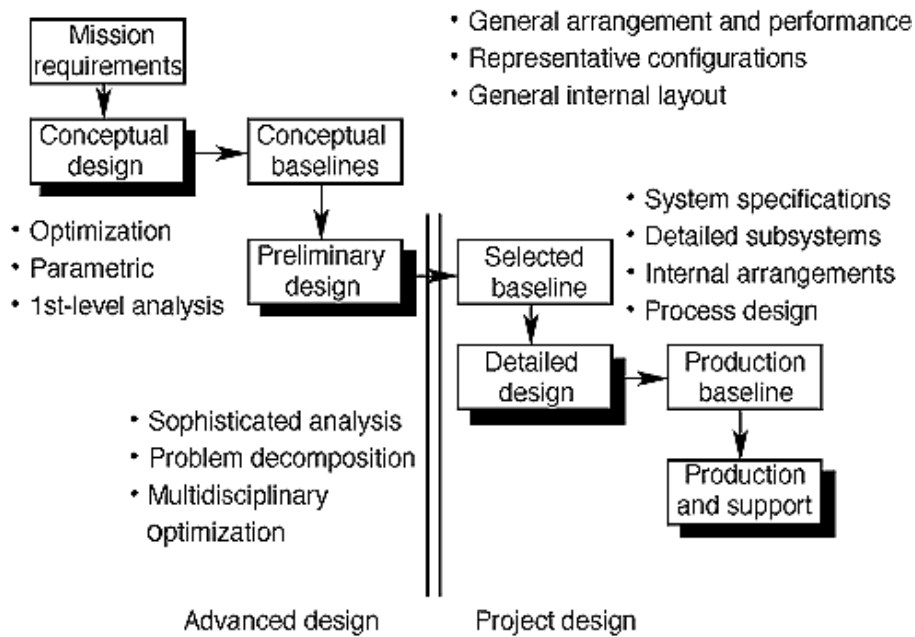 Mission
requirements
• General arrangement and performance
• Representative configurations
• General internal layout
Conceptual
design
Conceptual
baselines
• Optimization
• Parametric
• 1st-level analysis
Preliminary
design
Selected
baseline
• System specifications
• Detailed subsystems
• Internal arrangements
• Process design
Detailed
design
Production
baseline
• Sophisticated analysis
• Problem decomposition
• Multidisciplinary
optimization
Production
and support
Advanced design
Project design